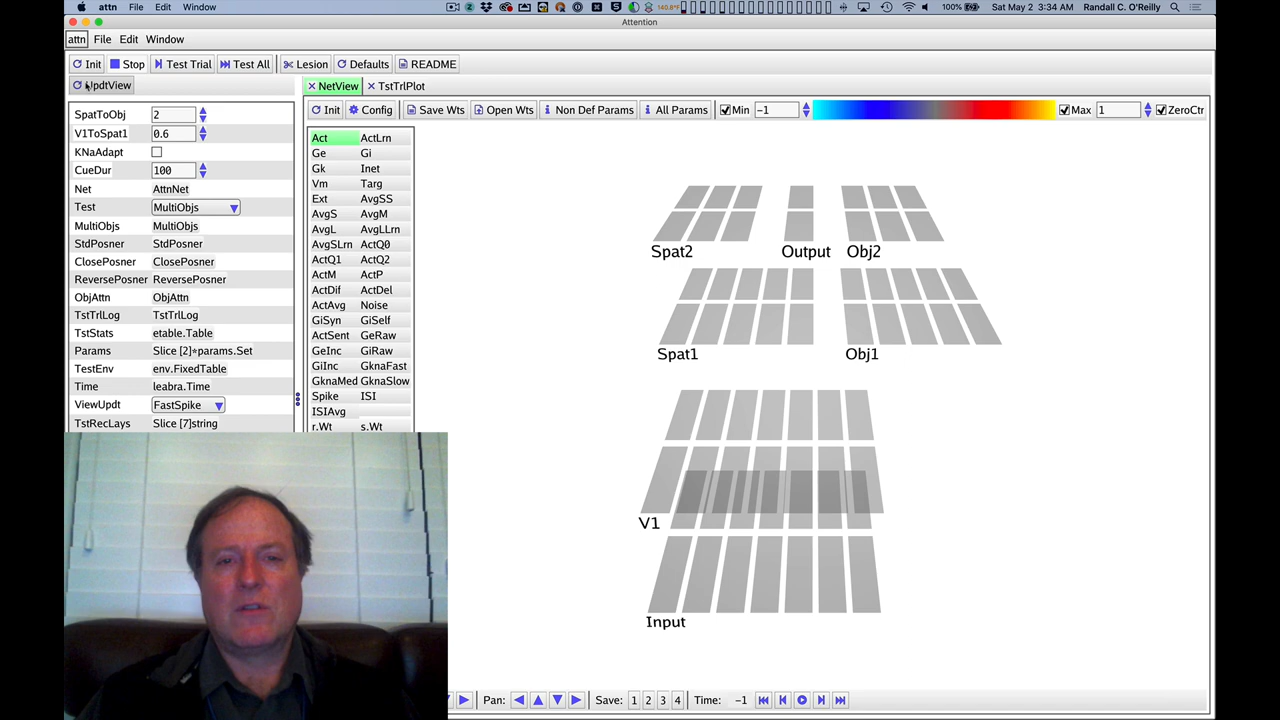 attn File Edit Window 140.8°F 100% Sat May 2 3:34 AM Randall C. O'Reilly
Attention
attn File Edit Window
Init Stop Test Trial Test All Lesion Defaults README
UpdtView
NetView TstTrlPlot
Init Config Save Wts Open Wts Non Def Params All Params Min -1 Max 1 ZeroCtr
SpatToObj 2
V1ToSpat1 0.6
KNaAdapt
CueDur 100
Net AttnNet
Test MultiObjs
MultiObjs MultiObjs
StdPosner StdPosner
ClosePosner ClosePosner
ReversePosner ReversePosner
ObjAttn ObjAttn
TstTrlLog TstTrlLog
TstStats etable.Table
Params Slice [2]*params.Set
TestEnv env.FixedTable
Time leabra.Time
ViewUpdt FastSpike
TstRecLays Slice [7]string
Act ActLrn
Ge Gi
Gk Inet
Vm Targ
Ext AvgSS
AvgS AvgM
AvgL AvgLLrn
AvgSLrn ActQ0
ActQ1 ActQ2
ActM ActP
ActDif ActDel
ActAvg Noise
GiSyn GiSelf
ActSent GeRaw
GeInc GiRaw
GiInc GknaFast
GknaMed GknaSlow
Spike ISI
ISIAvg
r.Wt s.Wt
Spat2 Output Obj2
Spat1 Obj1
V1
Input
Pan: Save: 1 2 3 4 Time: -1